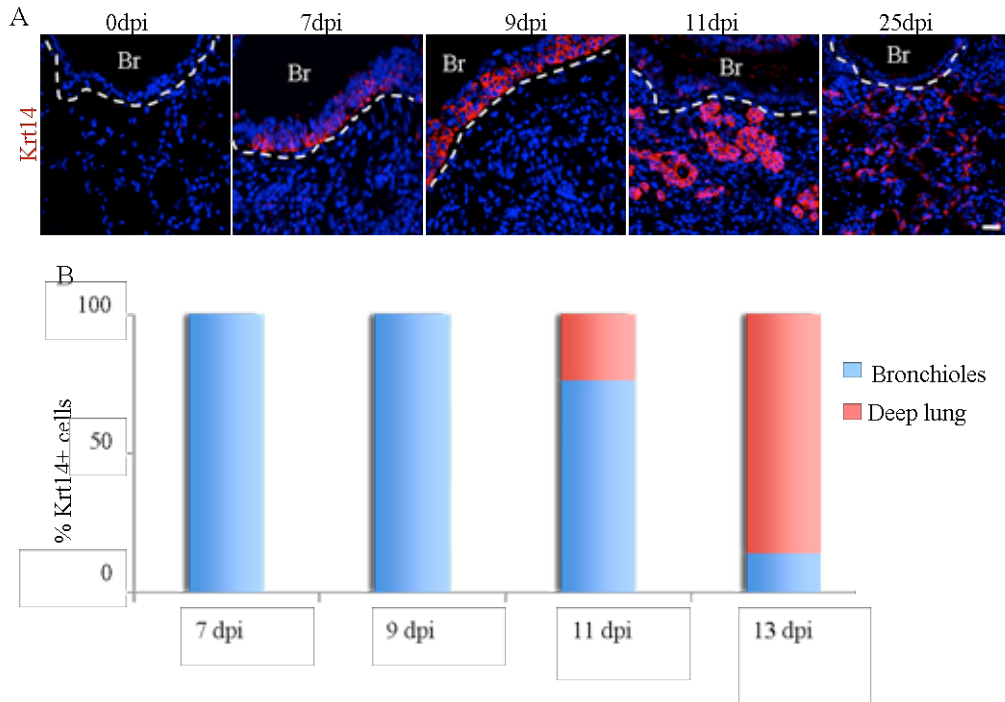 A
0dpi 7dpi 9dpi 11dpi 25dpi
Br Br Br Br Br
Krt14
B
100
50
0
% Krt14+ cells
7 dpi 9 dpi 11 dpi 13 dpi
Bronchioles
Deep lung